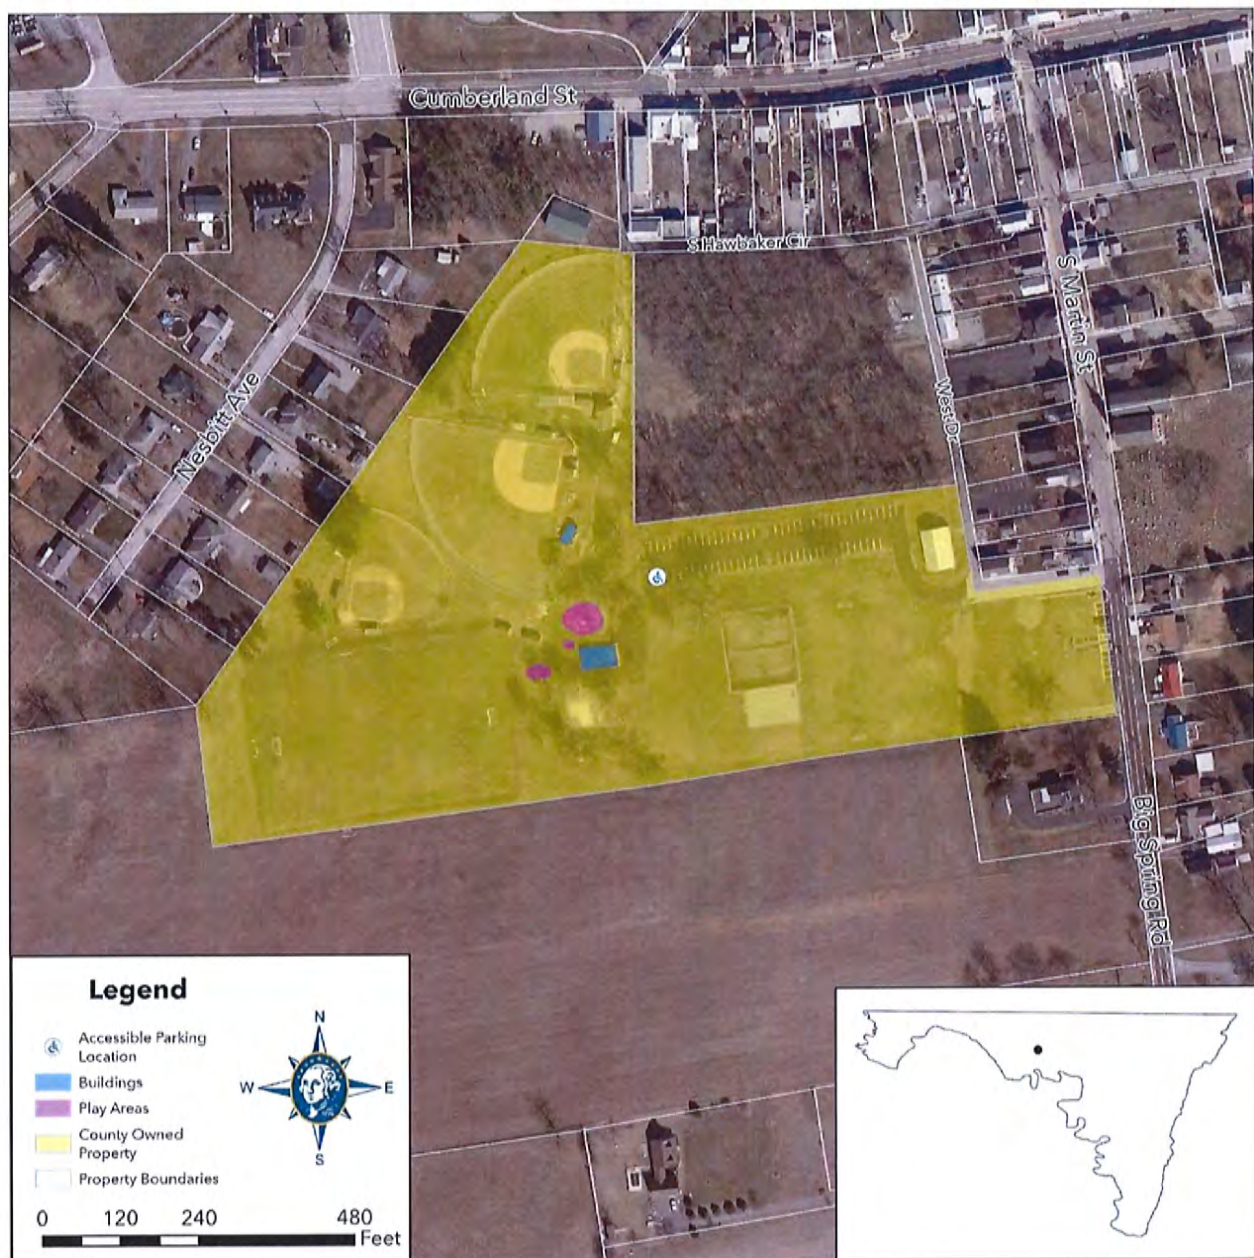 Cumberland St
S Hawbaker Cir
S Martin St
West Dr
Nesbitt Ave
Big Spring Rd
Legend
Accessible Parking
Location
Buildings
Play Areas
County Owned
Property
Property Boundaries
N
W
E
S
0 120 240 480
Feet